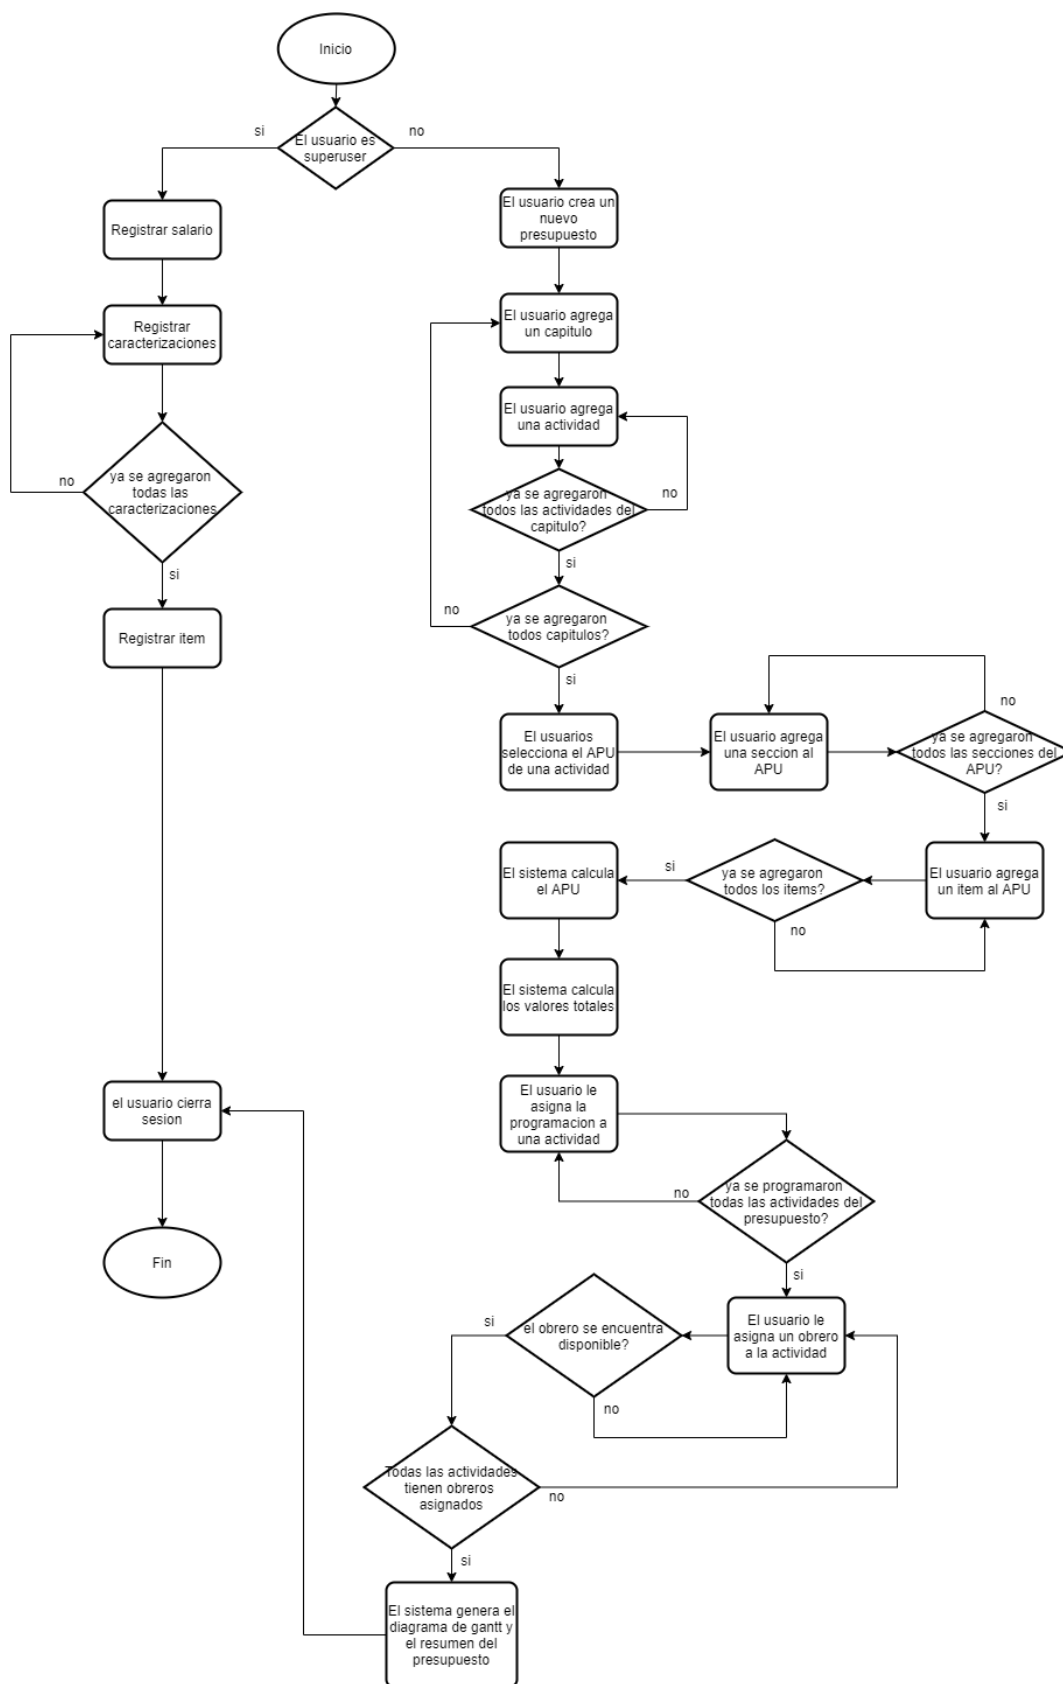 Inicio
El usuario es
superuser
si
no
Registrar salario
El usuario crea un
nuevo
presupuesto
Registrar
caracterizaciones
El usuario agrega
un capitulo
El usuario agrega
una actividad
ya se agregaron
todas las
caracterizaciones
no
si
ya se agregaron
todos las actividades del
capitulo?
no
si
ya se agregaron
todos capitulos?
no
si
Registrar item
El usuarios
selecciona el APU
de una actividad
El usuario agrega
una seccion al
APU
ya se agregaron
todos las secciones del
APU?
no
si
El usuario agrega
un item al APU
ya se agregaron
todos los items?
si
no
El sistema calcula
el APU
El sistema calcula
los valores totales
El usuario le
asigna la
programacion a
una actividad
ya se programaron
todas las actividades del
presupuesto?
no
si
el usuario cierra
sesion
Fin
El usuario le
asigna un obrero
a la actividad
el obrero se encuentra
disponible?
si
no
Todas las actividades
tienen obreros
asignados
no
si
El sistema genera el
diagrama de gantt y
el resumen del
presupuesto